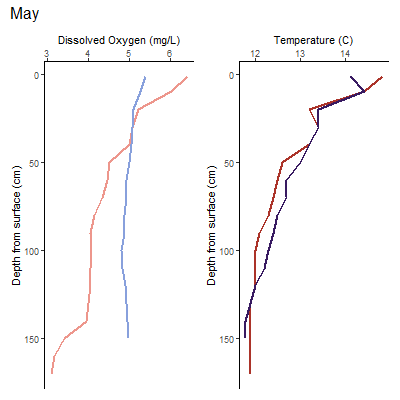 May
Dissolved Oxygen (mg/L)
3 4 5 6
Depth from surface (cm)
0
50
100
150
Temperature (C)
12 13 14
Depth from surface (cm)
0
50
100
150